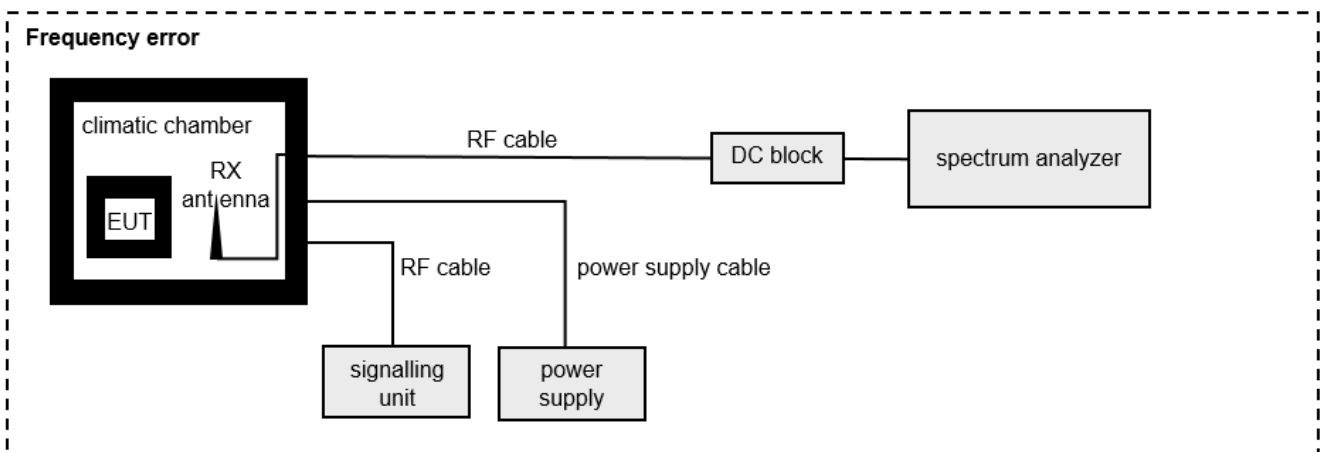 Frequency error
climatic chamber
RX
antenna
EUT
RF cable
DC block
spectrum analyzer
RF cable
power supply cable
signalling
unit
power
supply